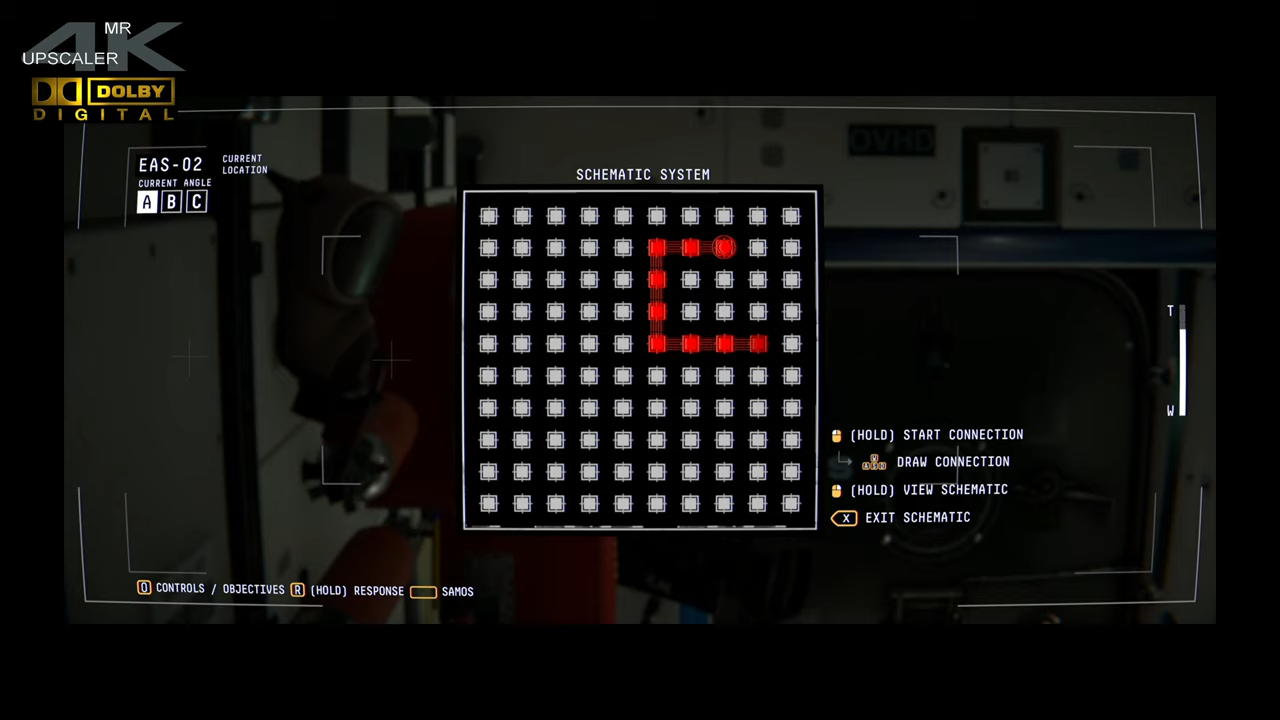 MR
UPSCALER
4K
DOLBY
DIGITAL
EAS-02
CURRENT
LOCATION
CURRENT ANGLE
A B C
SCHEMATIC SYSTEM
OVHD
T
W
(HOLD) START CONNECTION
DRAW CONNECTION
(HOLD) VIEW SCHEMATIC
X EXIT SCHEMATIC
O CONTROLS / OBJECTIVES R (HOLD) RESPONSE SAMOS